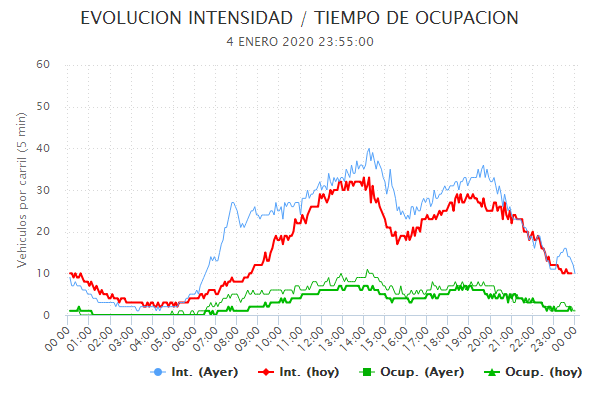 EVOLUCION INTENSIDAD / TIEMPO DE OCUPACION
4 ENERO 2020 23:55:00
Vehículos por carril (5 min)
60
50
40
30
20
10
0
00:00 01:00 02:00 03:00 04:00 05:00 06:00 07:00 08:00 09:00 10:00 11:00 12:00 13:00 14:00 15:00 16:00 17:00 18:00 19:00 20:00 21:00 22:00 23:00 00:00
Int. (Ayer) Int. (hoy) Ocup. (Ayer) Ocup. (hoy)